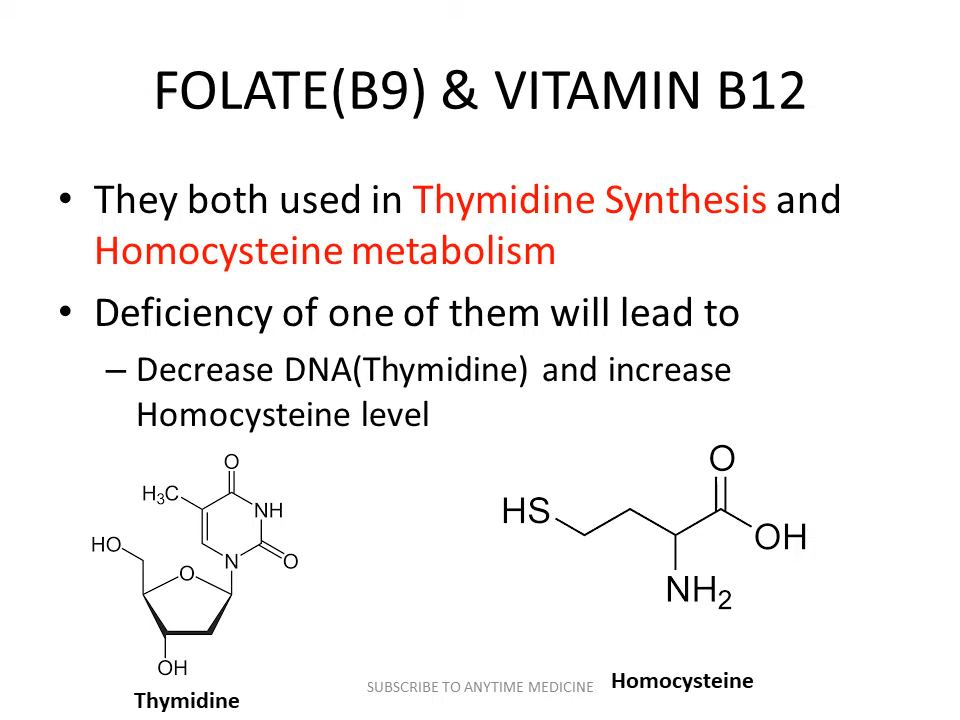 FOLATE(B9) & VITAMIN B12
• They both used in Thymidine Synthesis and
Homocysteine metabolism
• Deficiency of one of them will lead to
– Decrease DNA(Thymidine) and increase
Homocysteine level
O
H₃C
NH
HO
O
N
O
OH
Thymidine
O
HS
OH
NH₂
Homocysteine
SUBSCRIBE TO ANYTIME MEDICINE